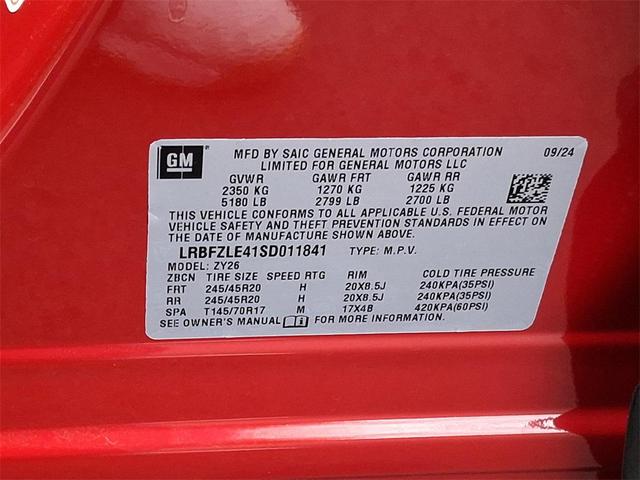 GM ®
MFD BY SAIC GENERAL MOTORS CORPORATION 09/24
LIMITED FOR GENERAL MOTORS LLC
GVWR GAWR FRT GAWR RR
2350 KG 1270 KG 1225 KG
5180 LB 2799 LB 2700 LB
THIS VEHICLE CONFORMS TO ALL APPLICABLE U.S. FEDERAL MOTOR
VEHICLE SAFETY AND THEFT PREVENTION STANDARDS IN EFFECT ON
THE DATE OF MANUFACTURE SHOWN ABOVE.
LRBFZLE41SD011841 TYPE: M.P.V.
MODEL: ZY26
ZBCN TIRE SIZE SPEED RTG RIM COLD TIRE PRESSURE
FRT 245/45R20 H 20X8.5J 240KPA(35PSI)
RR 245/45R20 H 20X8.5J 240KPA(35PSI)
SPA T145/70R17 M 17X4B 420KPA(60PSI)
SEE OWNER'S MANUAL FOR MORE INFORMATION.